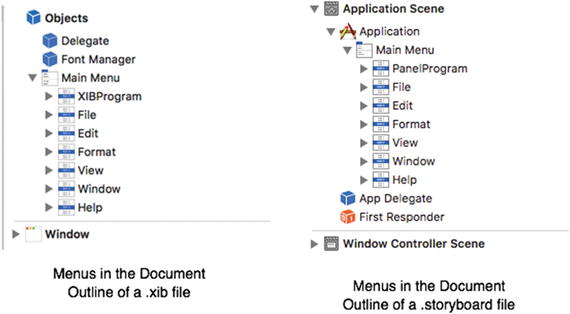 Objects
Delegate
Font Manager
Main Menu
XIBProgram
File
Edit
Format
View
Window
Help
Window
Menus in the Document
Outline of a .xib file
Application Scene
Application
Main Menu
PanelProgram
File
Edit
Format
View
Window
Help
App Delegate
First Responder
Window Controller Scene
Menus in the Document
Outline of a .storyboard file